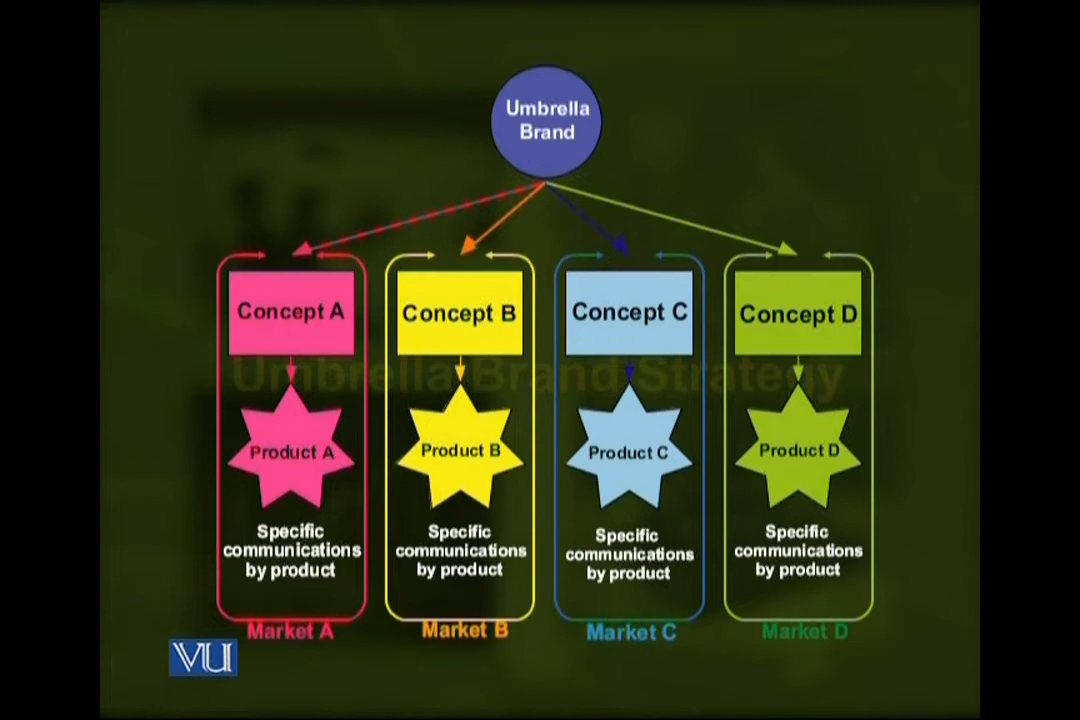 Umbrella
Brand
Concept A
Concept B
Concept C
Concept D
Umbrella Brand Strategy
Product A
Product B
Product C
Product D
Specific
communications
by product
Specific
communications
by product
Specific
communications
by product
Specific
communications
by product
Market A
Market B
Market C
Market D
VU